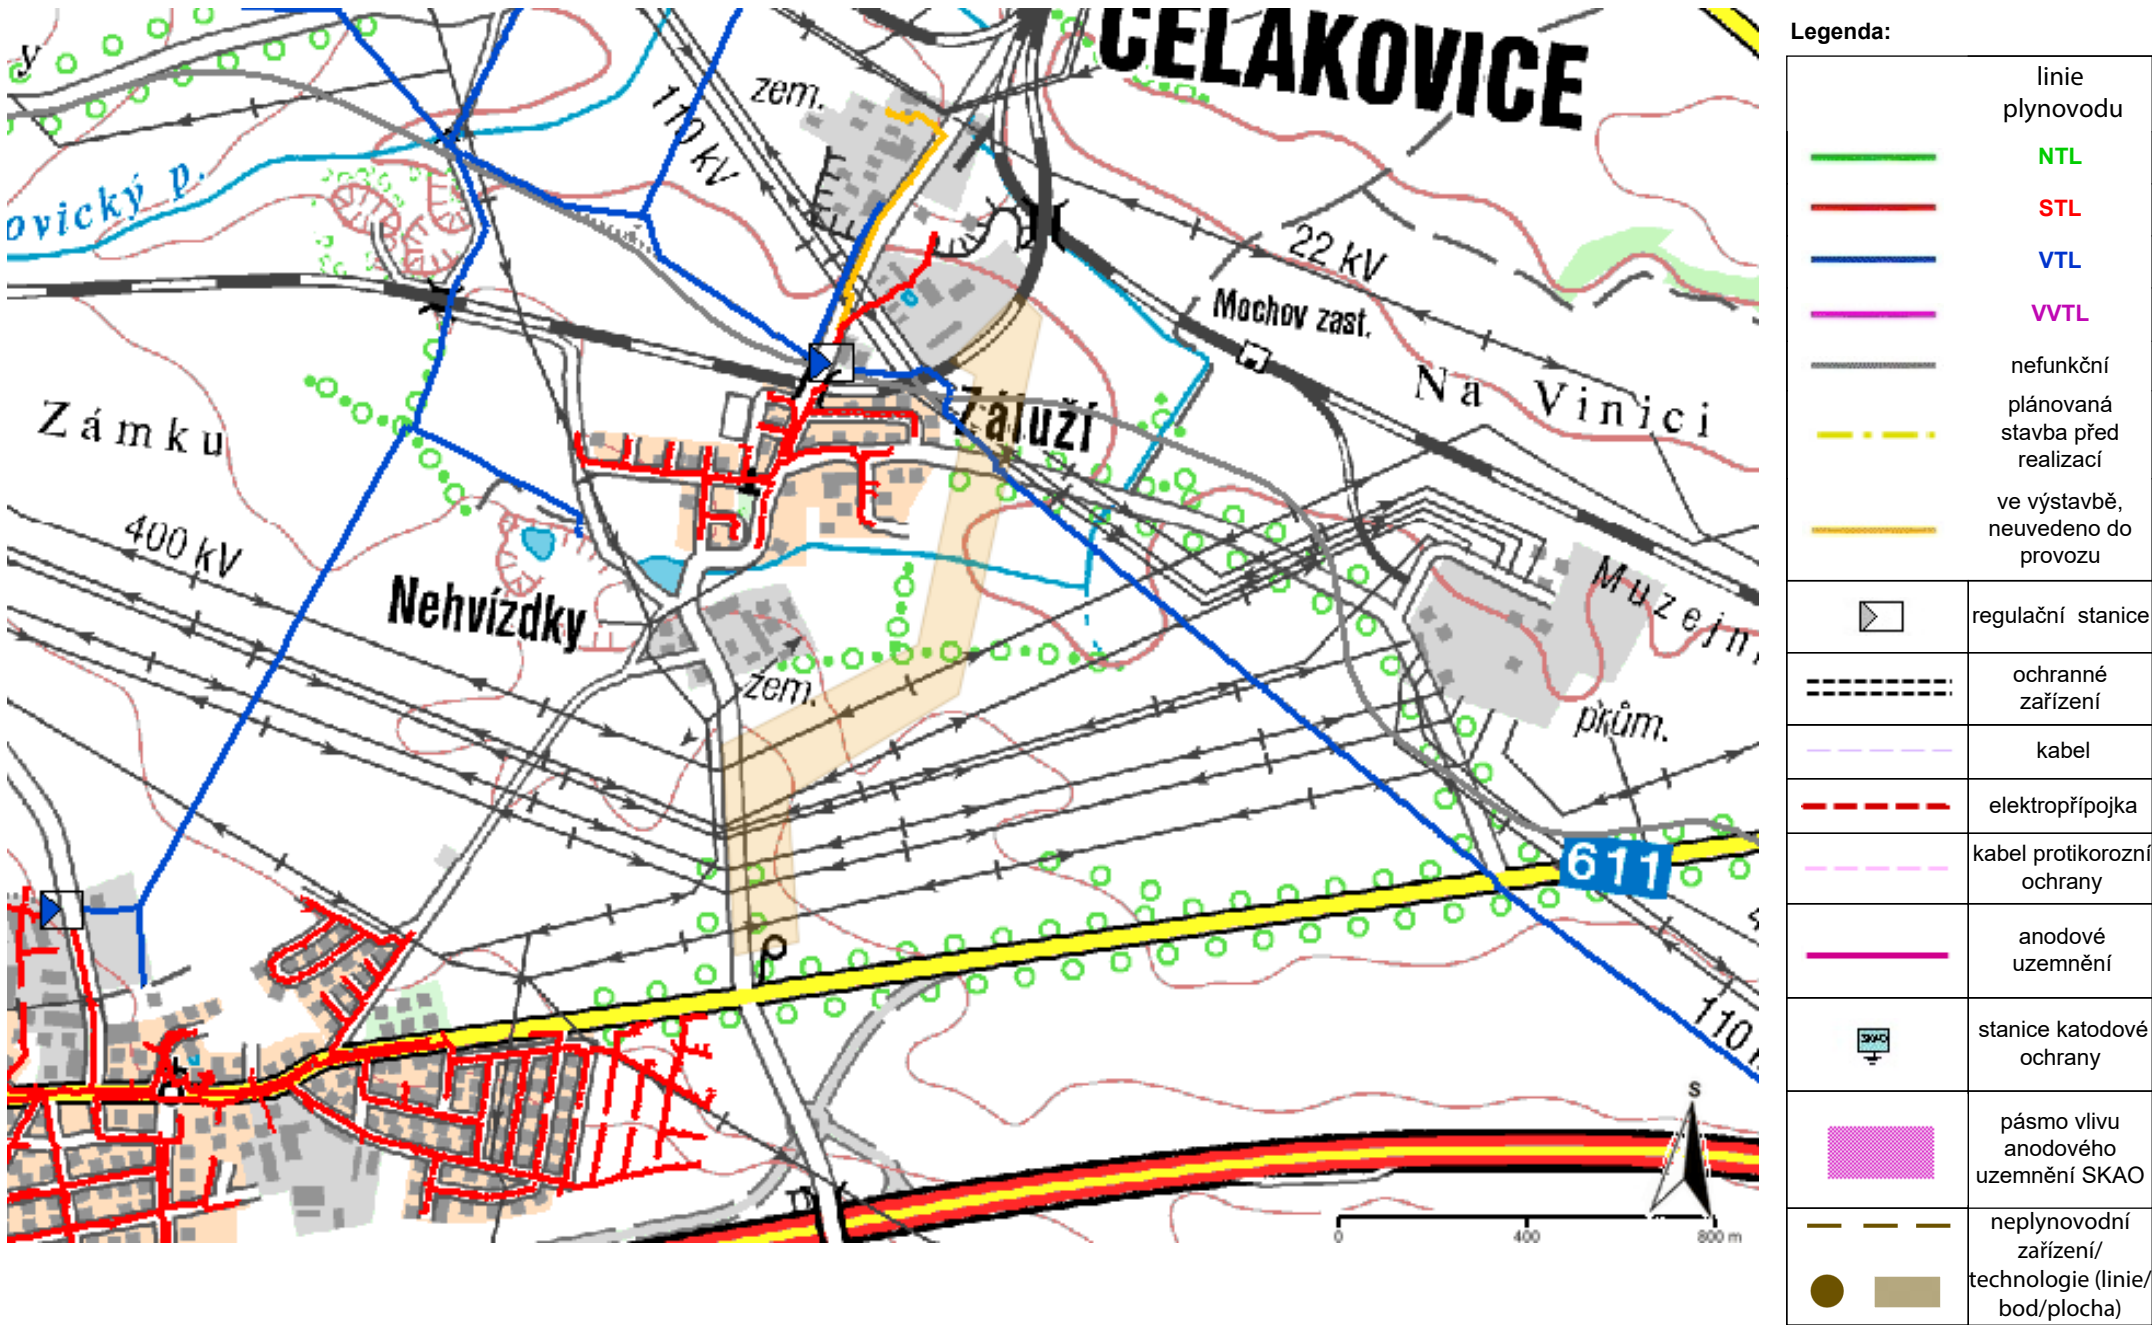 y
ovický p.
zem.
110 kV
ČELÁKOVICE
22 kV
Mochov zast.
Na Vinici
Zámku
Záluží
400 kV
Nehvízdky
zem.
prům.
611
110
S
0 400 800 m
Legenda:
linie
plynovodu
NTL
STL
VTL
VVTL
nefunkční
plánovaná
stavba před
realizací
ve výstavbě,
neuvedeno do
provozu
regulační stanice
ochranné
zařízení
kabel
elektropřípojka
kabel protikorozní
ochrany
anodové
uzemnění
SKAO
stanice katodové
ochrany
pásmo vlivu
anodového
uzemnění SKAO
neplynovodní
zařízení/
technologie (linie/
bod/plocha)